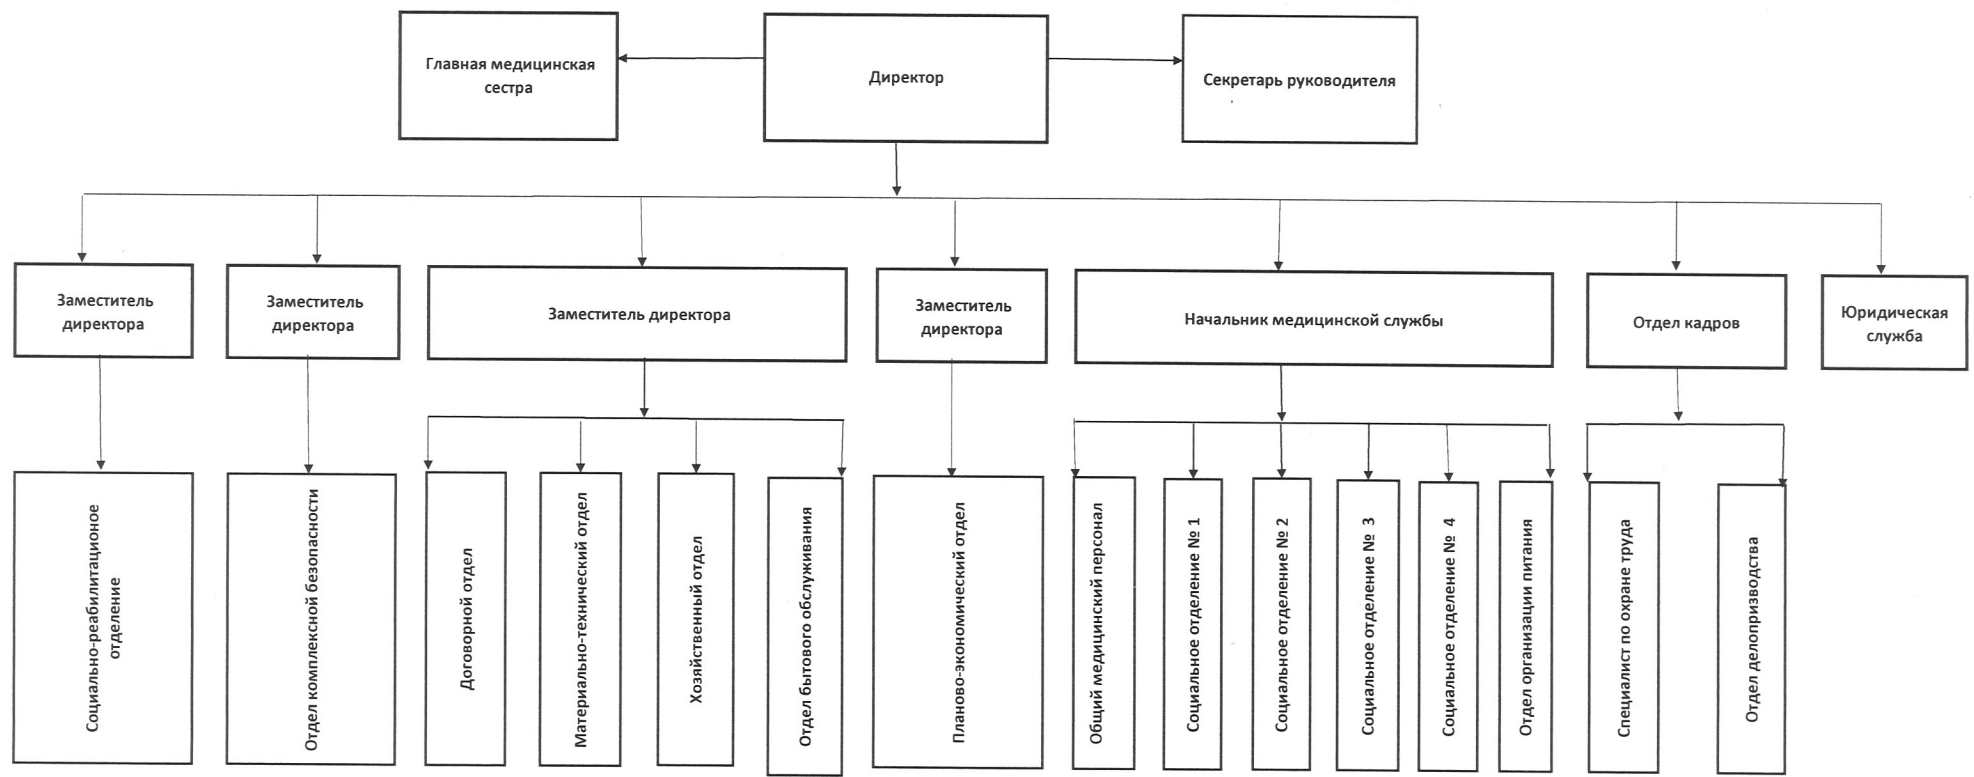 Главная медицинская
сестра
Директор
Секретарь руководителя
Заместитель
директора
Заместитель
директора
Заместитель директора
Заместитель
директора
Начальник медицинской службы
Отдел кадров
Юридическая
служба
Социально-реабилитационое
отделение
Отдел комплексной безопасности
Договорной отдел
Материально-технический отдел
Хозяйственный отдел
Отдел бытового обслуживания
Планово-экономический отдел
Общий медицинский персонал
Социальное отделение № 1
Социальное отделение № 2
Социальное отделение № 3
Социальное отделение № 4
Отдел организации питания
Специалист по охране труда
Отдел делопризводства